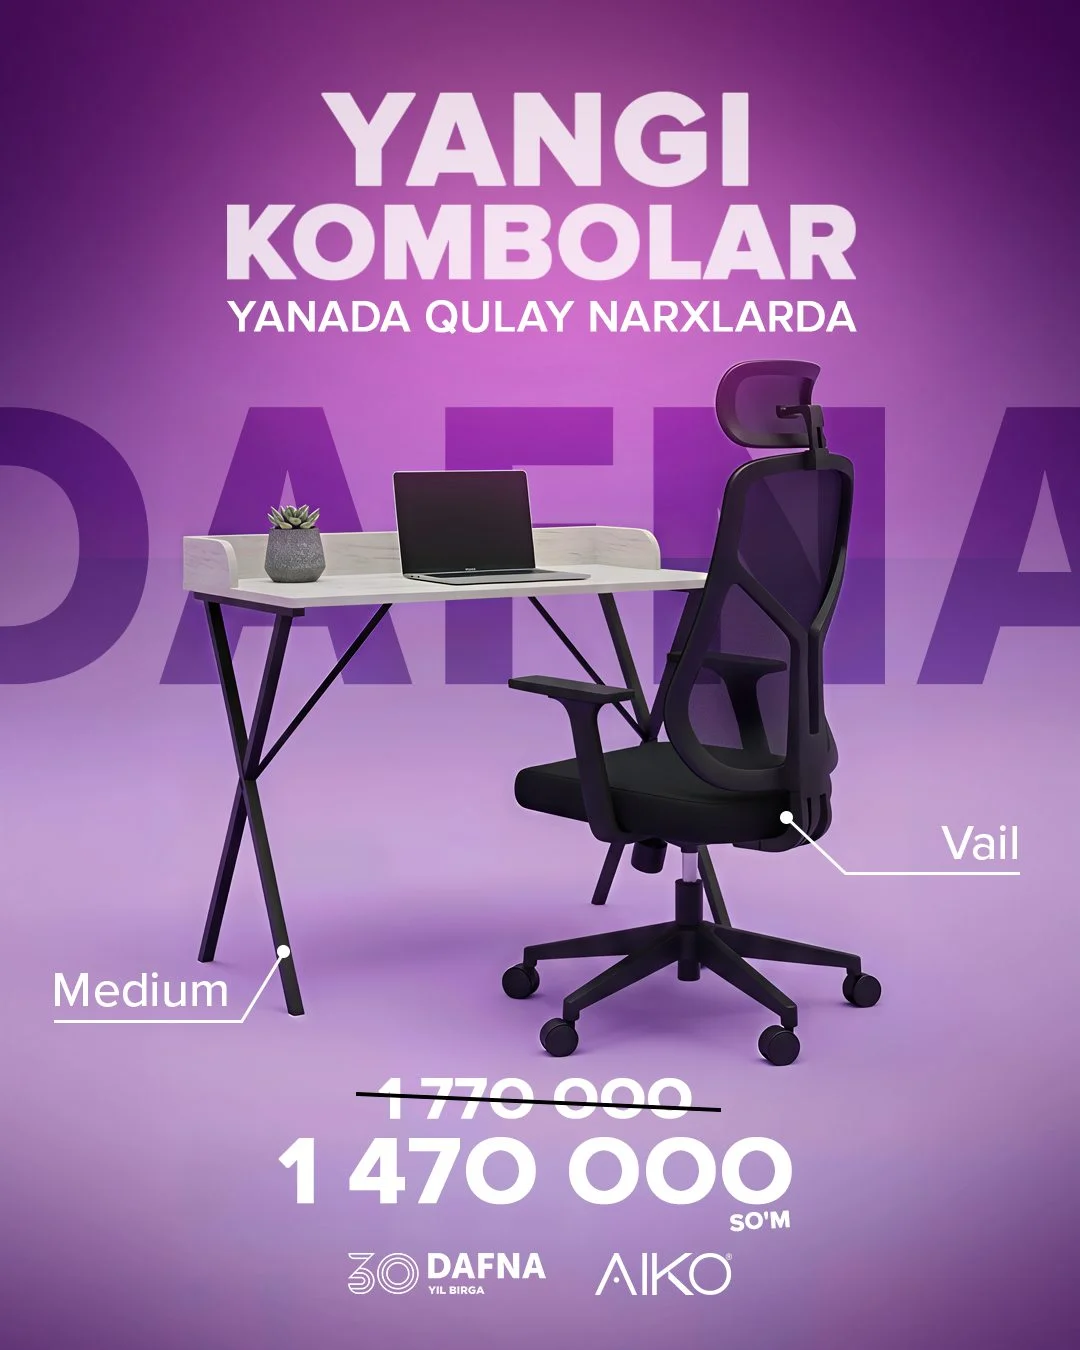 YANGI
KOMBOLAR
YANADA QULAY NARXLARDA
DAFNA
Vail
Medium
1 770 000
1 470 000
SO'M
30 DAFNA
YIL BIRGA
AIKO®